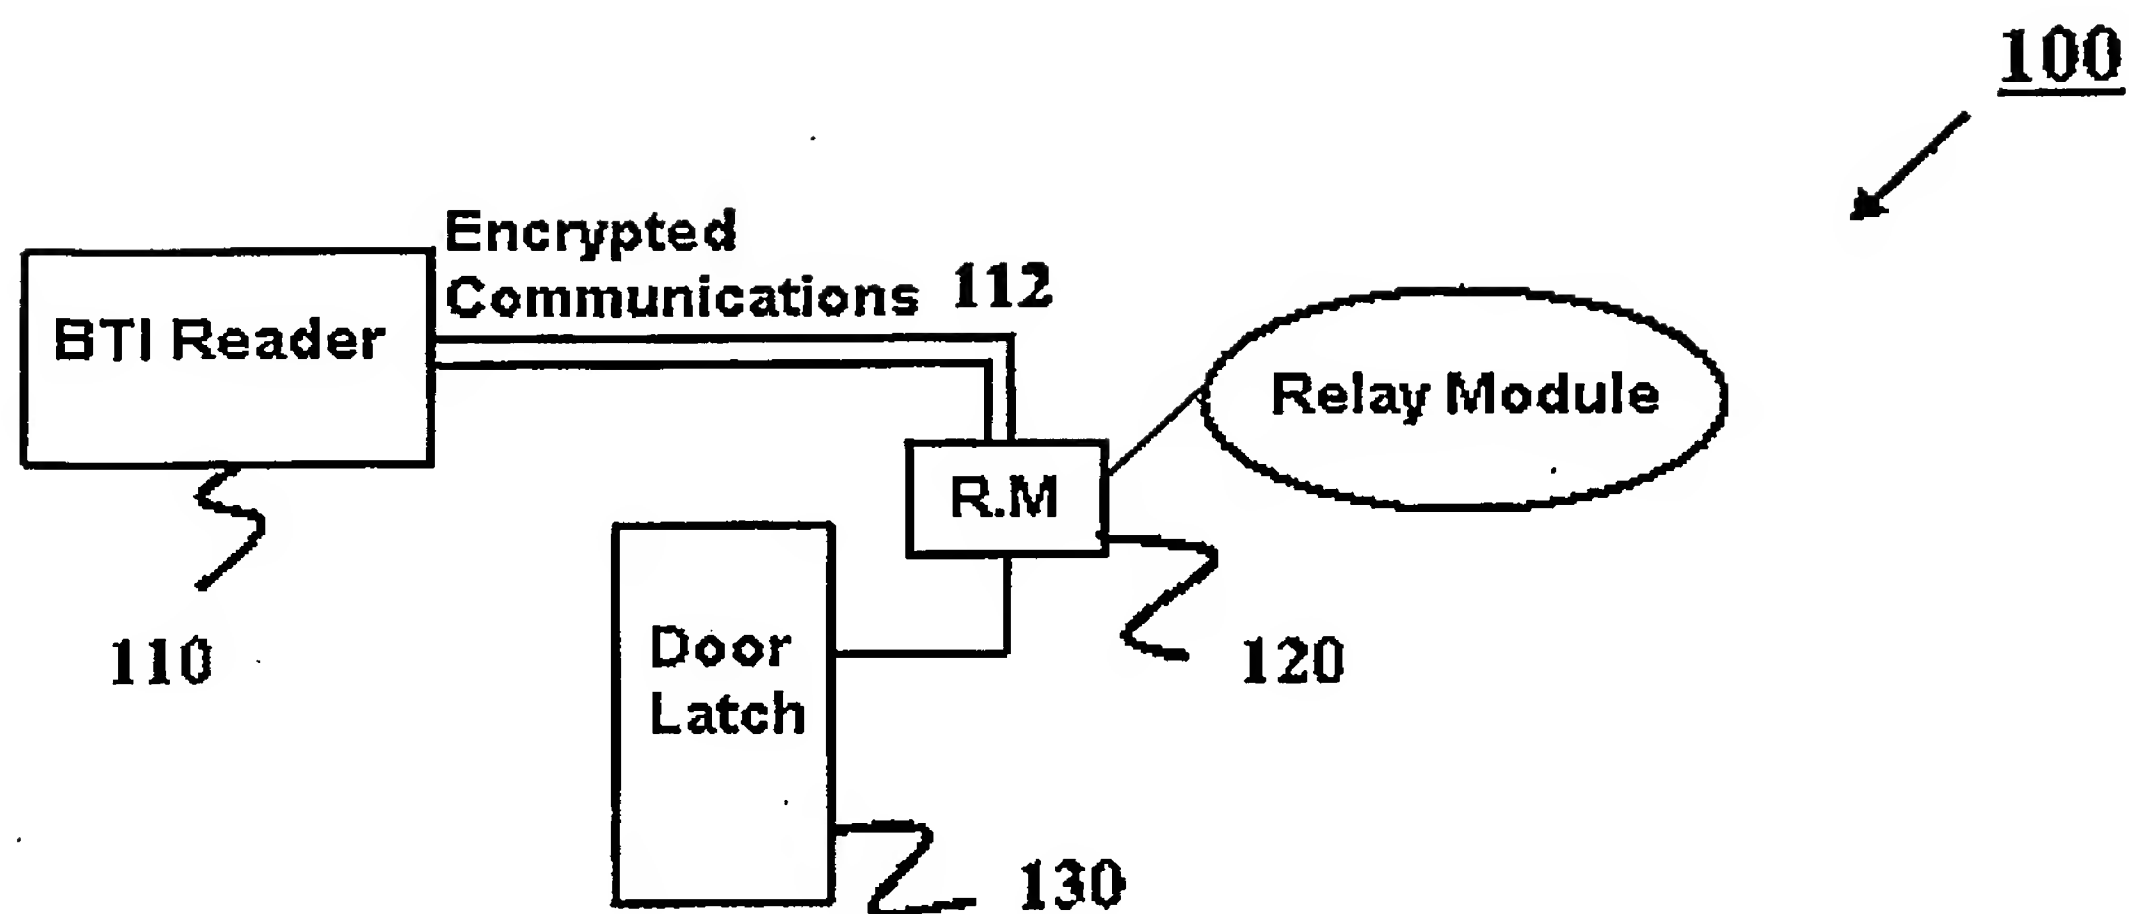 100
Encrypted
Communications 112
BTI Reader
Relay Module
R.M
110
Door
Latch
120
130